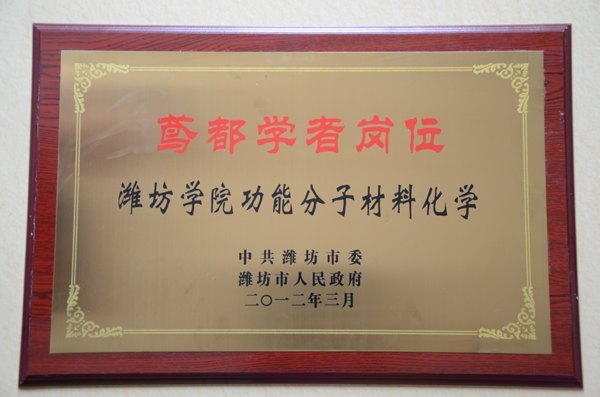 鸢都学者岗位
潍坊学院功能分子材料化学
中共潍坊市委
潍坊市人民政府
二〇一二年三月